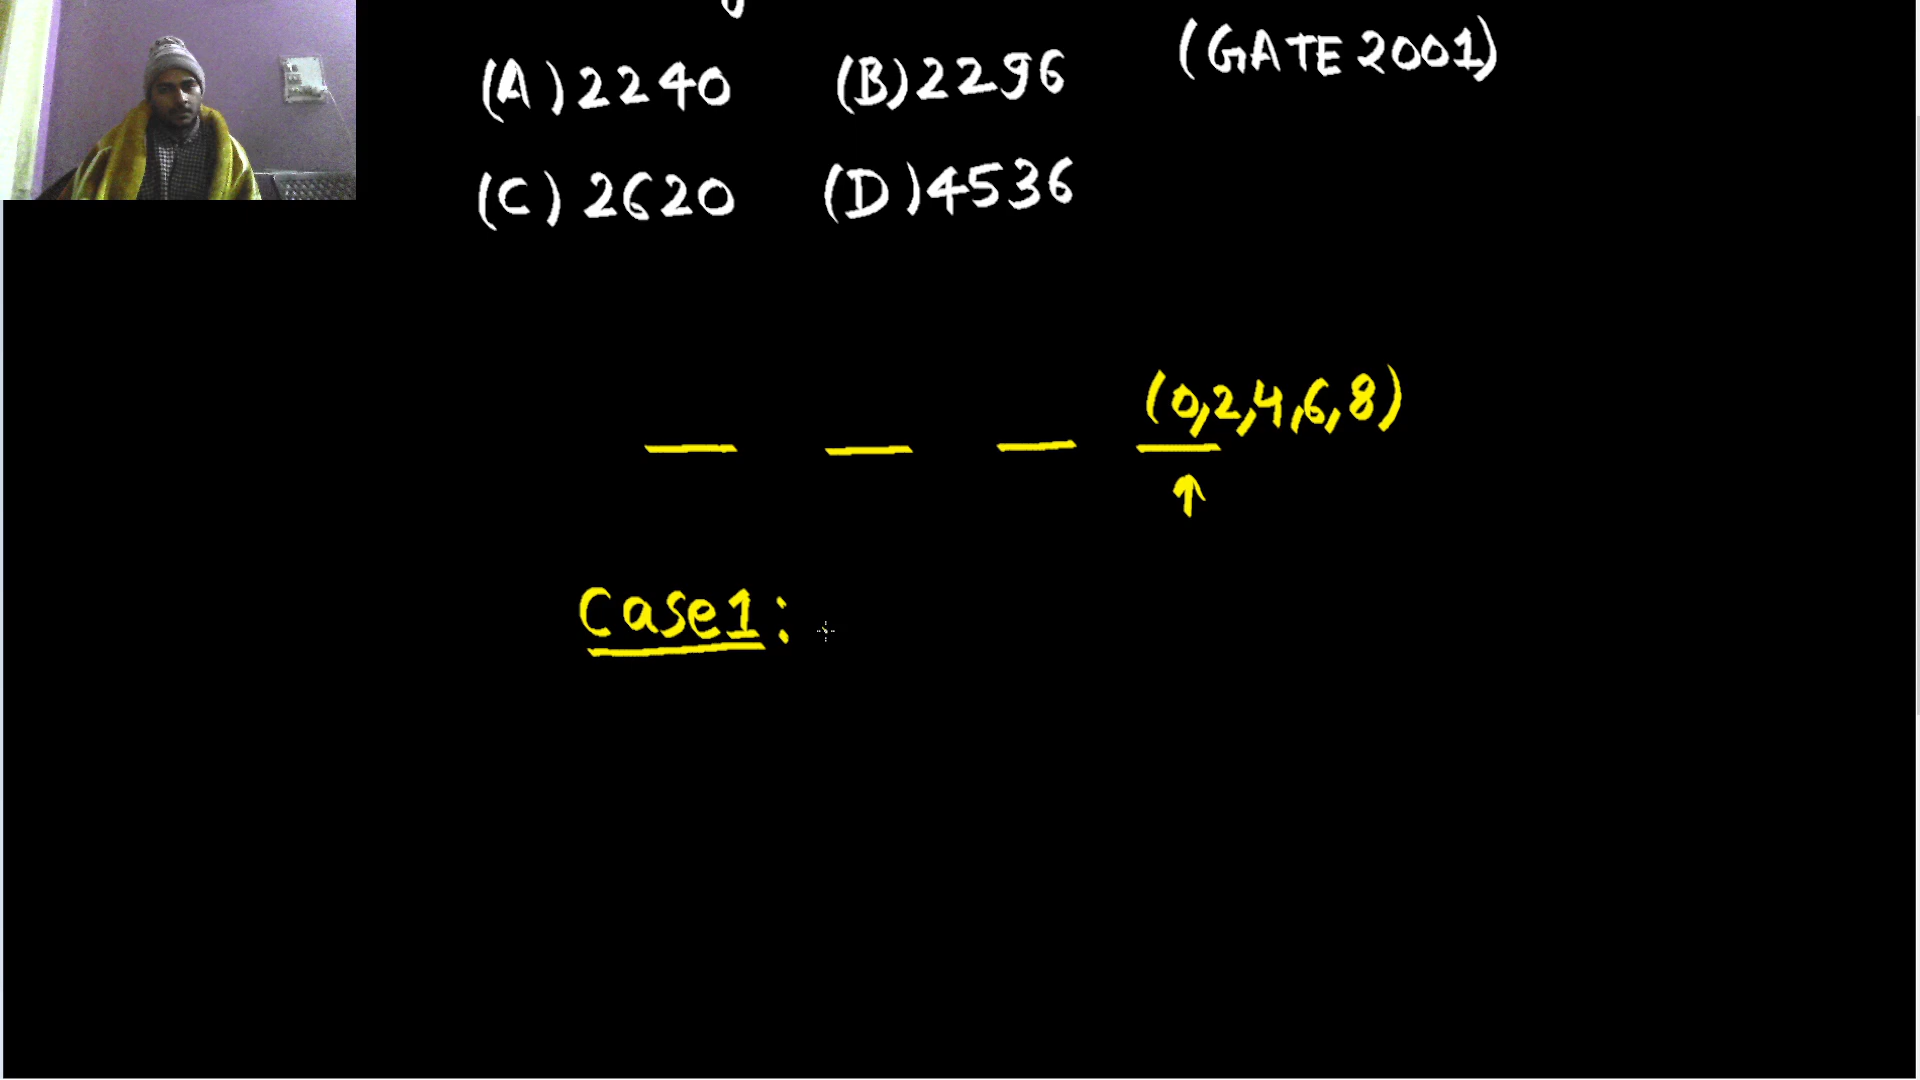 (GATE 2001)
(A) 2240 (B) 2296
(C) 2620 (D) 4536
(0,2,4,6,8)
Case1: